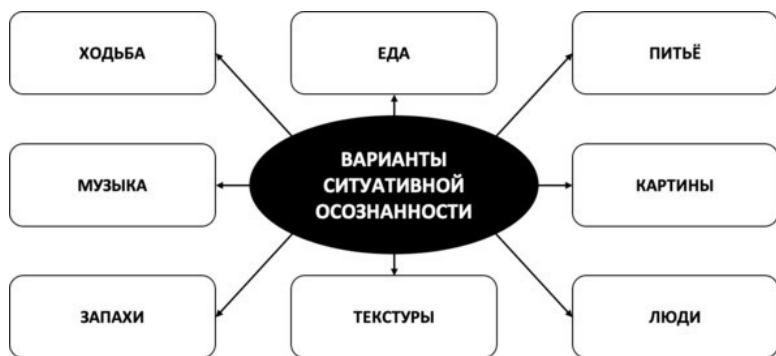 ХОДЬБА
ЕДА
ПИТЬЁ
МУЗЫКА
ВАРИАНТЫ
СИТУАТИВНОЙ
ОСОЗНАННОСТИ
КАРТИНЫ
ЗАПАХИ
ТЕКСТУРЫ
ЛЮДИ